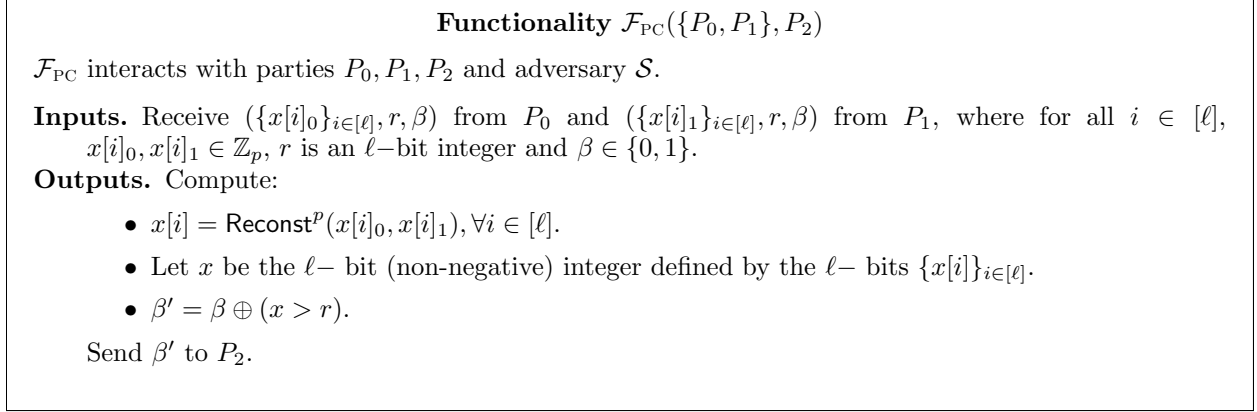 Functionality F_PC({P_0, P_1}, P_2)
F_PC interacts with parties P_0, P_1, P_2 and adversary S.
Inputs. Receive ({x[i]_0}_{i∈[ℓ]}, r, β) from P_0 and ({x[i]_1}_{i∈[ℓ]}, r, β) from P_1, where for all i ∈ [ℓ],
x[i]_0, x[i]_1 ∈ ℤ_p, r is an ℓ−bit integer and β ∈ {0, 1}.
Outputs. Compute:
• x[i] = Reconst^p(x[i]_0, x[i]_1), ∀i ∈ [ℓ].
• Let x be the ℓ− bit (non-negative) integer defined by the ℓ− bits {x[i]}_{i∈[ℓ]}.
• β′ = β ⊕ (x > r).
Send β′ to P_2.